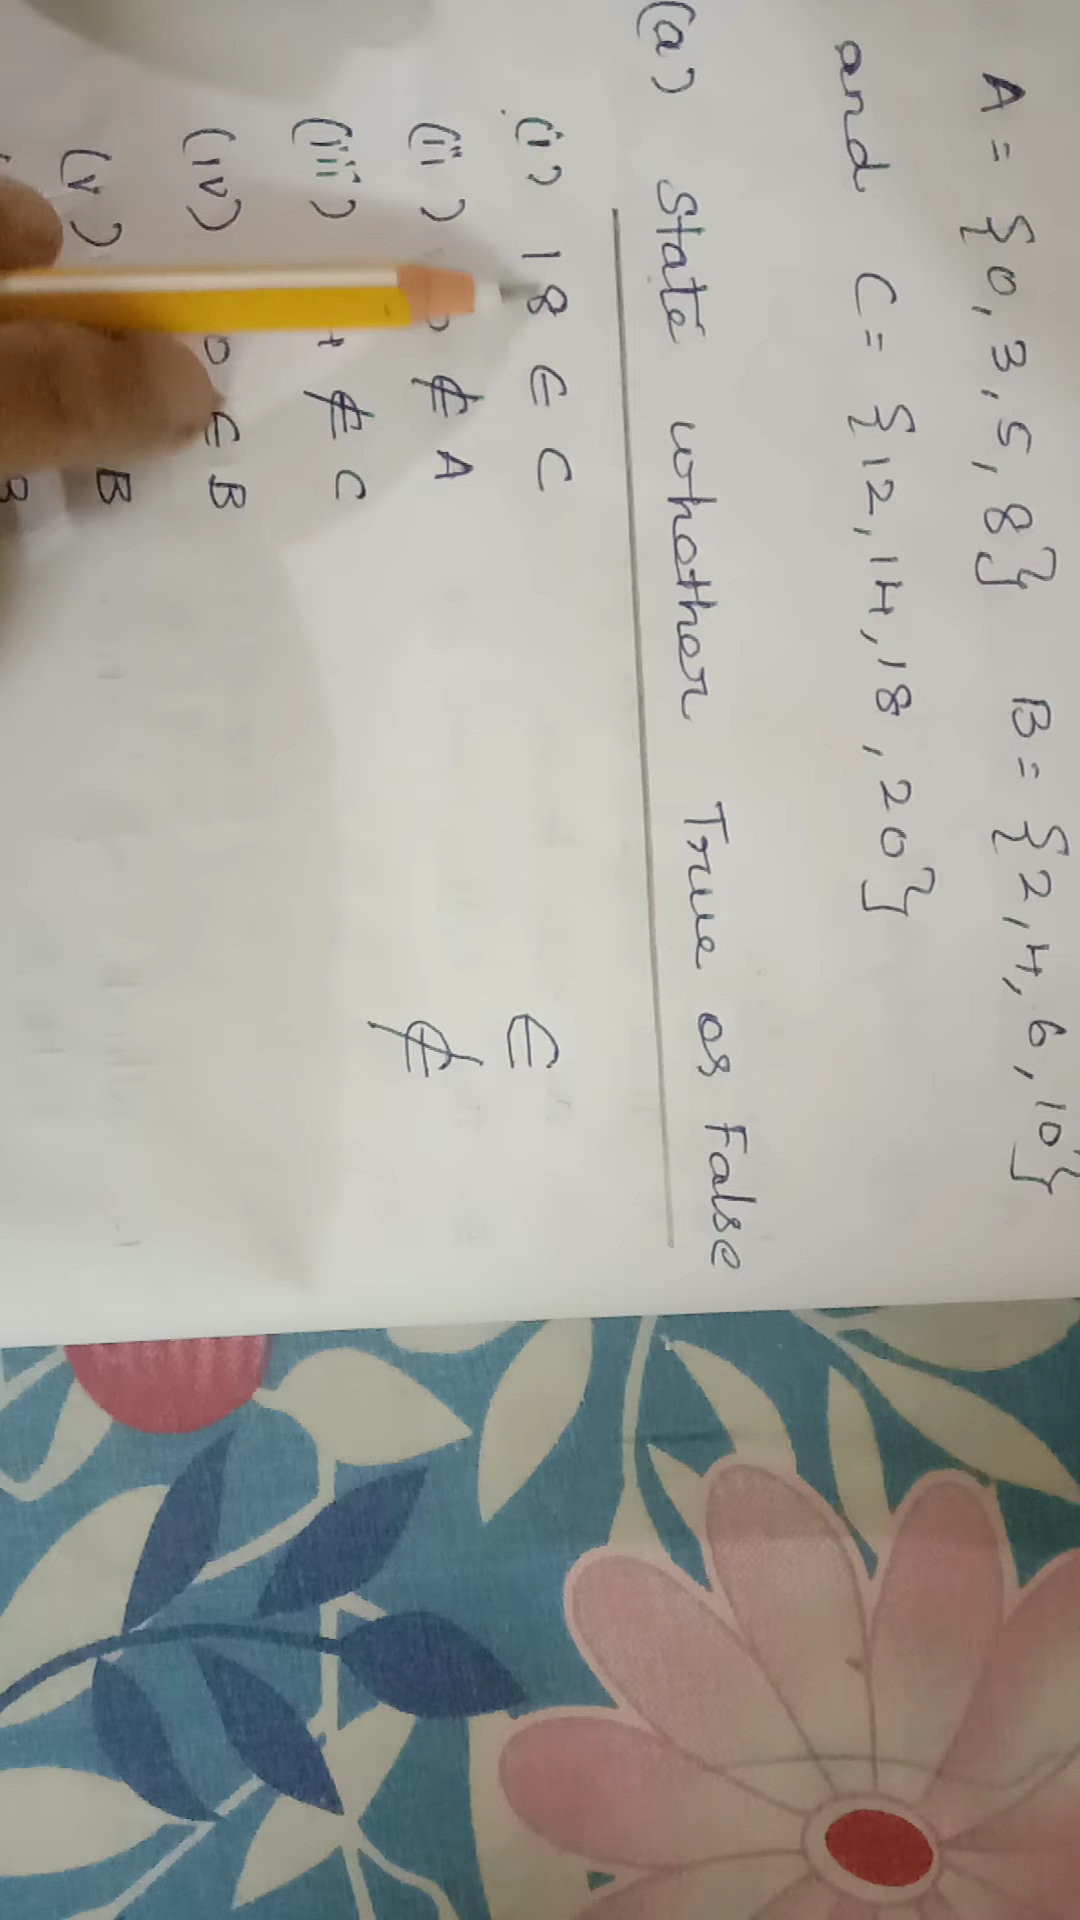 A = {0, 3, 5, 8} B = {2, 4, 6, 10}
and C = {12, 14, 18, 20}
(a) State whether True or False
(i) 18 ∈ C ∈
(ii) ∉ A ∉
(iii) ∉ C
(iv) ∈ B
(v) B
B